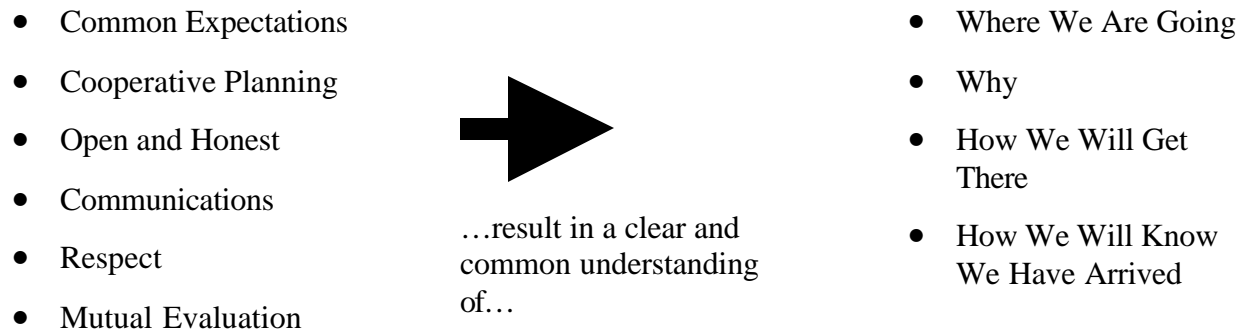 • Common Expectations
• Cooperative Planning
• Open and Honest
• Communications
• Respect
• Mutual Evaluation
…result in a clear and
common understanding
of…
• Where We Are Going
• Why
• How We Will Get
There
• How We Will Know
We Have Arrived